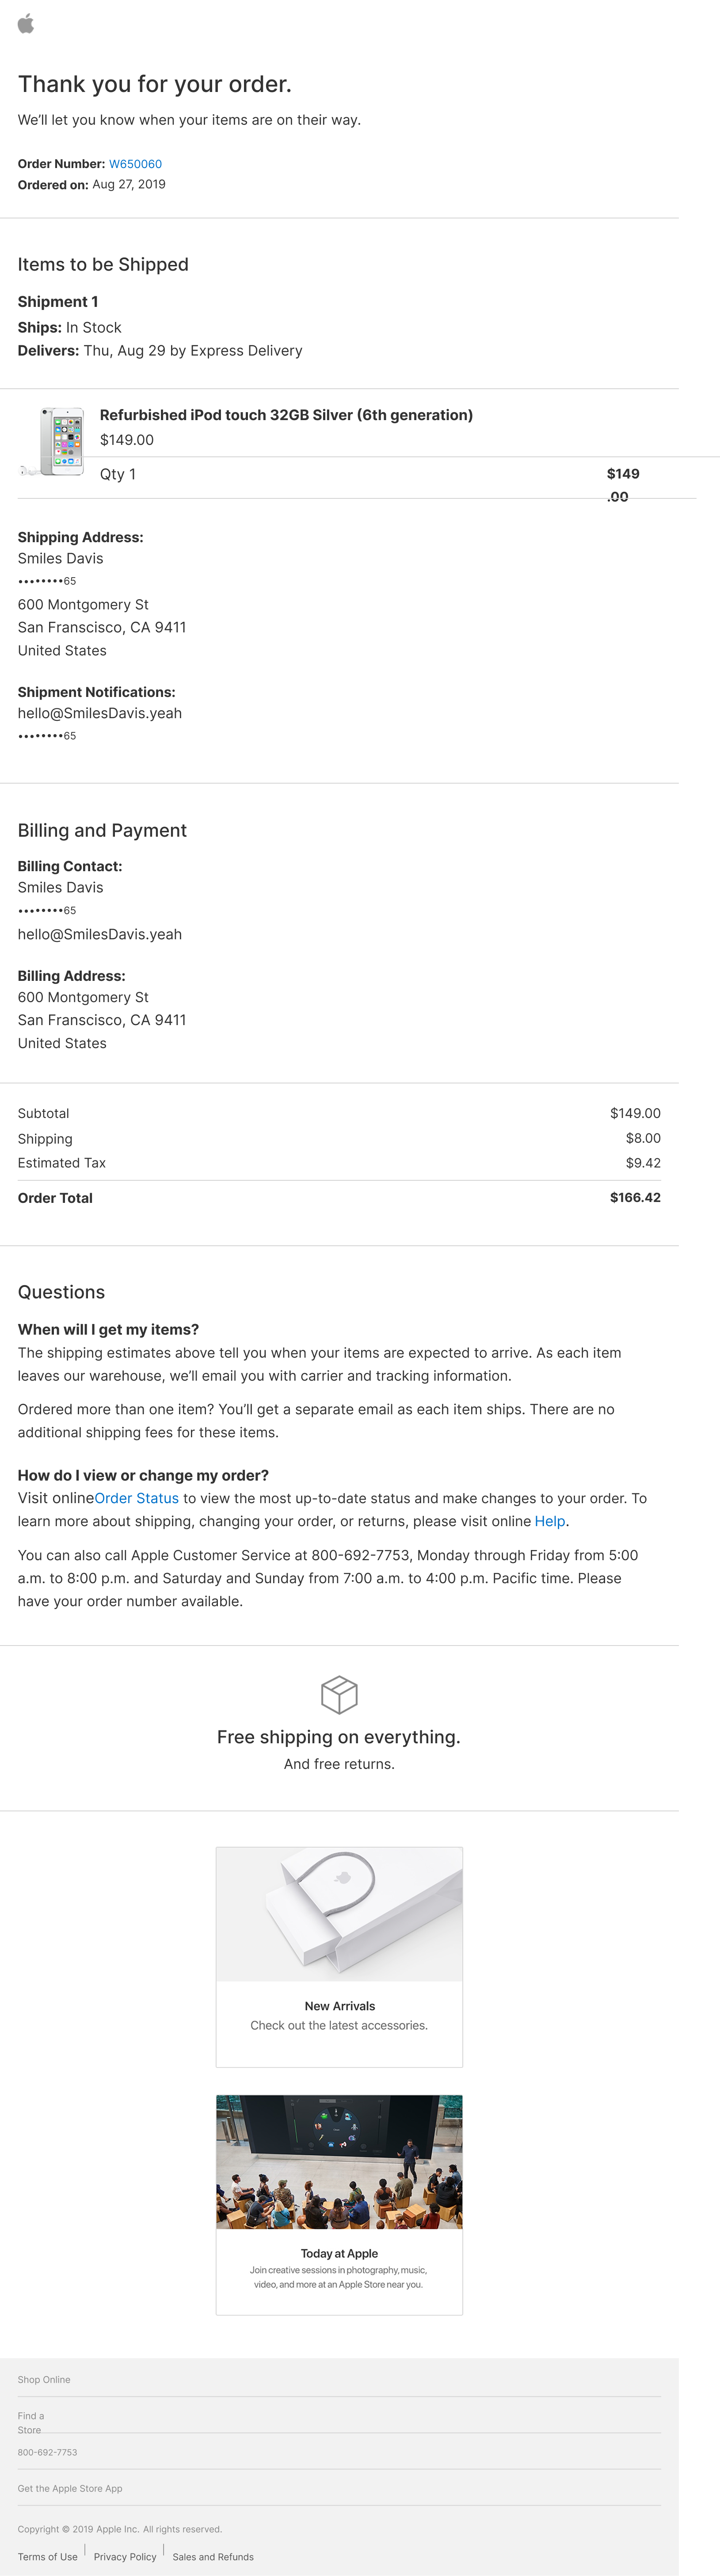 Thank you for your order.
We'll let you know when your items are on their way.
Order Number: W650060
Ordered on: Aug 27, 2019
Items to be Shipped
Shipment 1
Ships: In Stock
Delivers: Thu, Aug 29 by Express Delivery
Refurbished iPod touch 32GB Silver (6th generation)
$149.00
Qty 1 $149
.00
Shipping Address:
Smiles Davis
••••••••65
600 Montgomery St
San Franscisco, CA 9411
United States
Shipment Notifications:
hello@SmilesDavis.yeah
••••••••65
Billing and Payment
Billing Contact:
Smiles Davis
••••••••65
hello@SmilesDavis.yeah
Billing Address:
600 Montgomery St
San Franscisco, CA 9411
United States
Subtotal $149.00
Shipping $8.00
Estimated Tax $9.42
Order Total $166.42
Questions
When will I get my items?
The shipping estimates above tell you when your items are expected to arrive. As each item
leaves our warehouse, we'll email you with carrier and tracking information.
Ordered more than one item? You'll get a separate email as each item ships. There are no
additional shipping fees for these items.
How do I view or change my order?
Visit onlineOrder Status to view the most up-to-date status and make changes to your order. To
learn more about shipping, changing your order, or returns, please visit online Help.
You can also call Apple Customer Service at 800-692-7753, Monday through Friday from 5:00
a.m. to 8:00 p.m. and Saturday and Sunday from 7:00 a.m. to 4:00 p.m. Pacific time. Please
have your order number available.
Free shipping on everything.
And free returns.
New Arrivals
Check out the latest accessories.
Today at Apple
Join creative sessions in photography, music,
video, and more at an Apple Store near you.
Shop Online
Find a
Store
800-692-7753
Get the Apple Store App
Copyright © 2019 Apple Inc. All rights reserved.
Terms of Use | Privacy Policy | Sales and Refunds